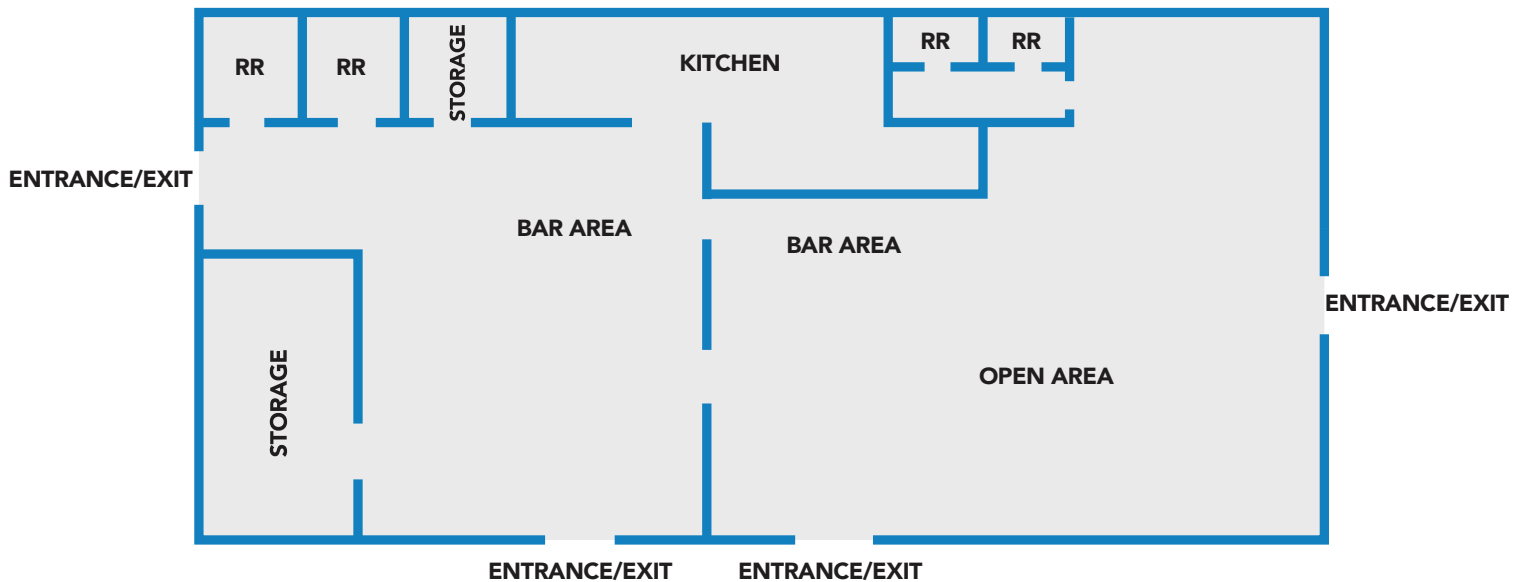 RR
RR
STORAGE
KITCHEN
RR
RR
ENTRANCE/EXIT
BAR AREA
BAR AREA
ENTRANCE/EXIT
STORAGE
OPEN AREA
ENTRANCE/EXIT
ENTRANCE/EXIT